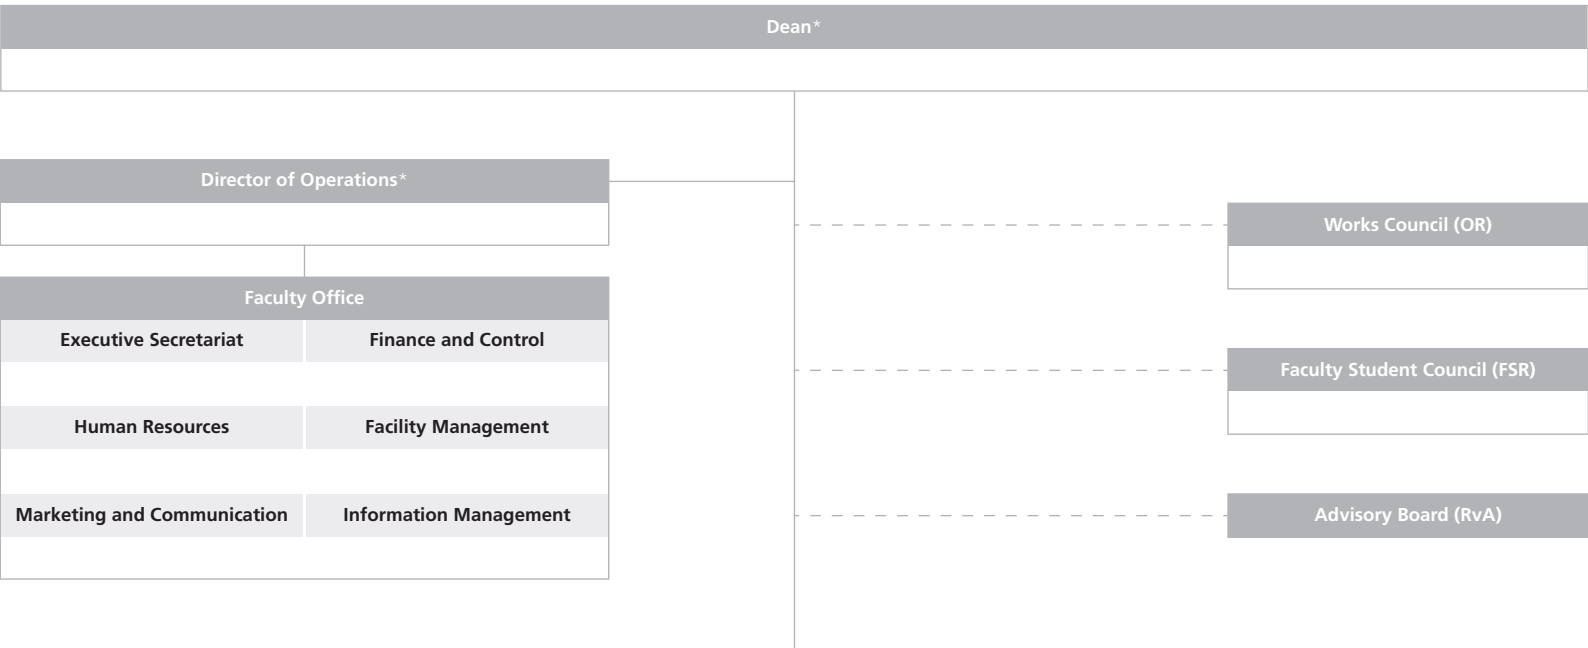 Dean*
Director of Operations*
Works Council (OR)
Faculty Office
Executive Secretariat
Finance and Control
Faculty Student Council (FSR)
Human Resources
Facility Management
Marketing and Communication
Information Management
Advisory Board (RvA)